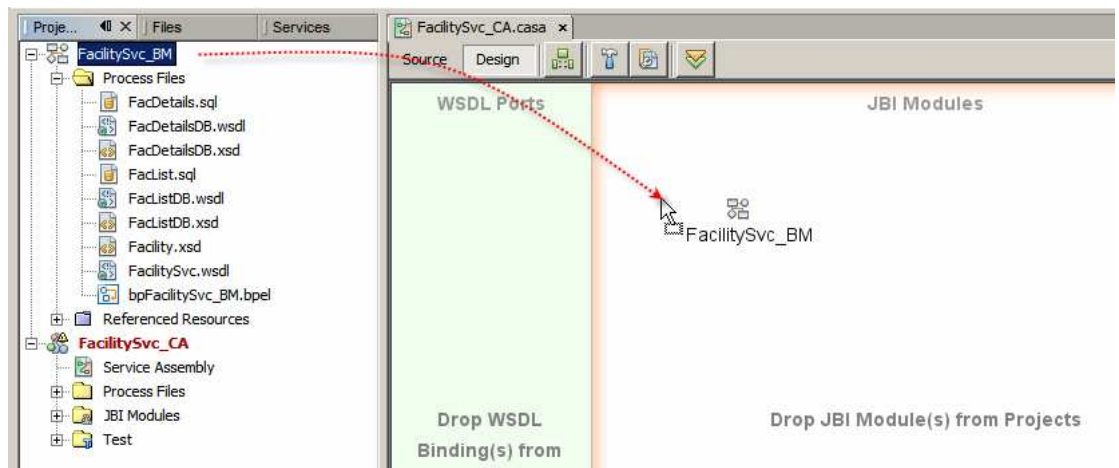 Proje...
Files
Services
FacilitySvc_BM
Process Files
FacDetails.sql
FacDetailsDB.wsdl
FacDetailsDB.xsd
FacList.sql
FacListDB.wsdl
FacListDB.xsd
Facility.xsd
FacilitySvc.wsdl
bpFacilitySvc_BM.bpel
Referenced Resources
FacilitySvc_CA
Service Assembly
Process Files
JBI Modules
Test
FacilitySvc_CA.casa
Source Design
WSDL Ports
JBI Modules
FacilitySvc_BM
Drop WSDL
Binding(s) from
Drop JBI Module(s) from Projects